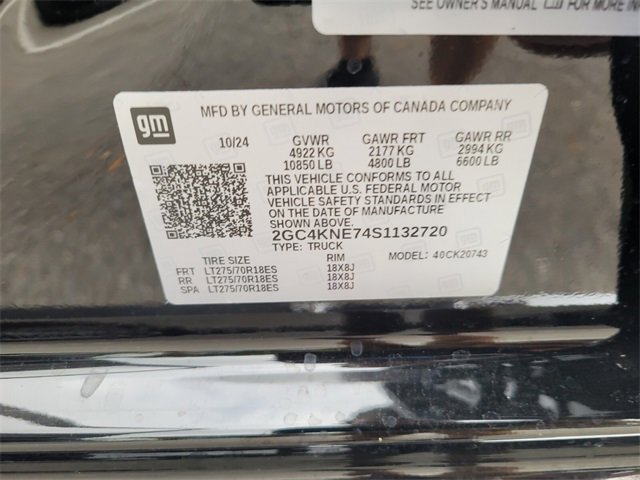 SEE OWNER'S MANUAL FOR MORE IN
MFD BY GENERAL MOTORS OF CANADA COMPANY
gm
10/24 GVWR GAWR FRT GAWR RR
4922 KG 2177 KG 2994 KG
10850 LB 4800 LB 6600 LB
THIS VEHICLE CONFORMS TO ALL
APPLICABLE U.S. FEDERAL MOTOR
VEHICLE SAFETY STANDARDS IN EFFECT
ON THE DATE OF MANUFACTURE
SHOWN ABOVE.
2GC4KNE74S1132720
TYPE: TRUCK MODEL: 40CK20743
TIRE SIZE RIM
FRT LT275/70R18ES 18X8J
RR LT275/70R18ES 18X8J
SPA LT275/70R18ES 18X8J